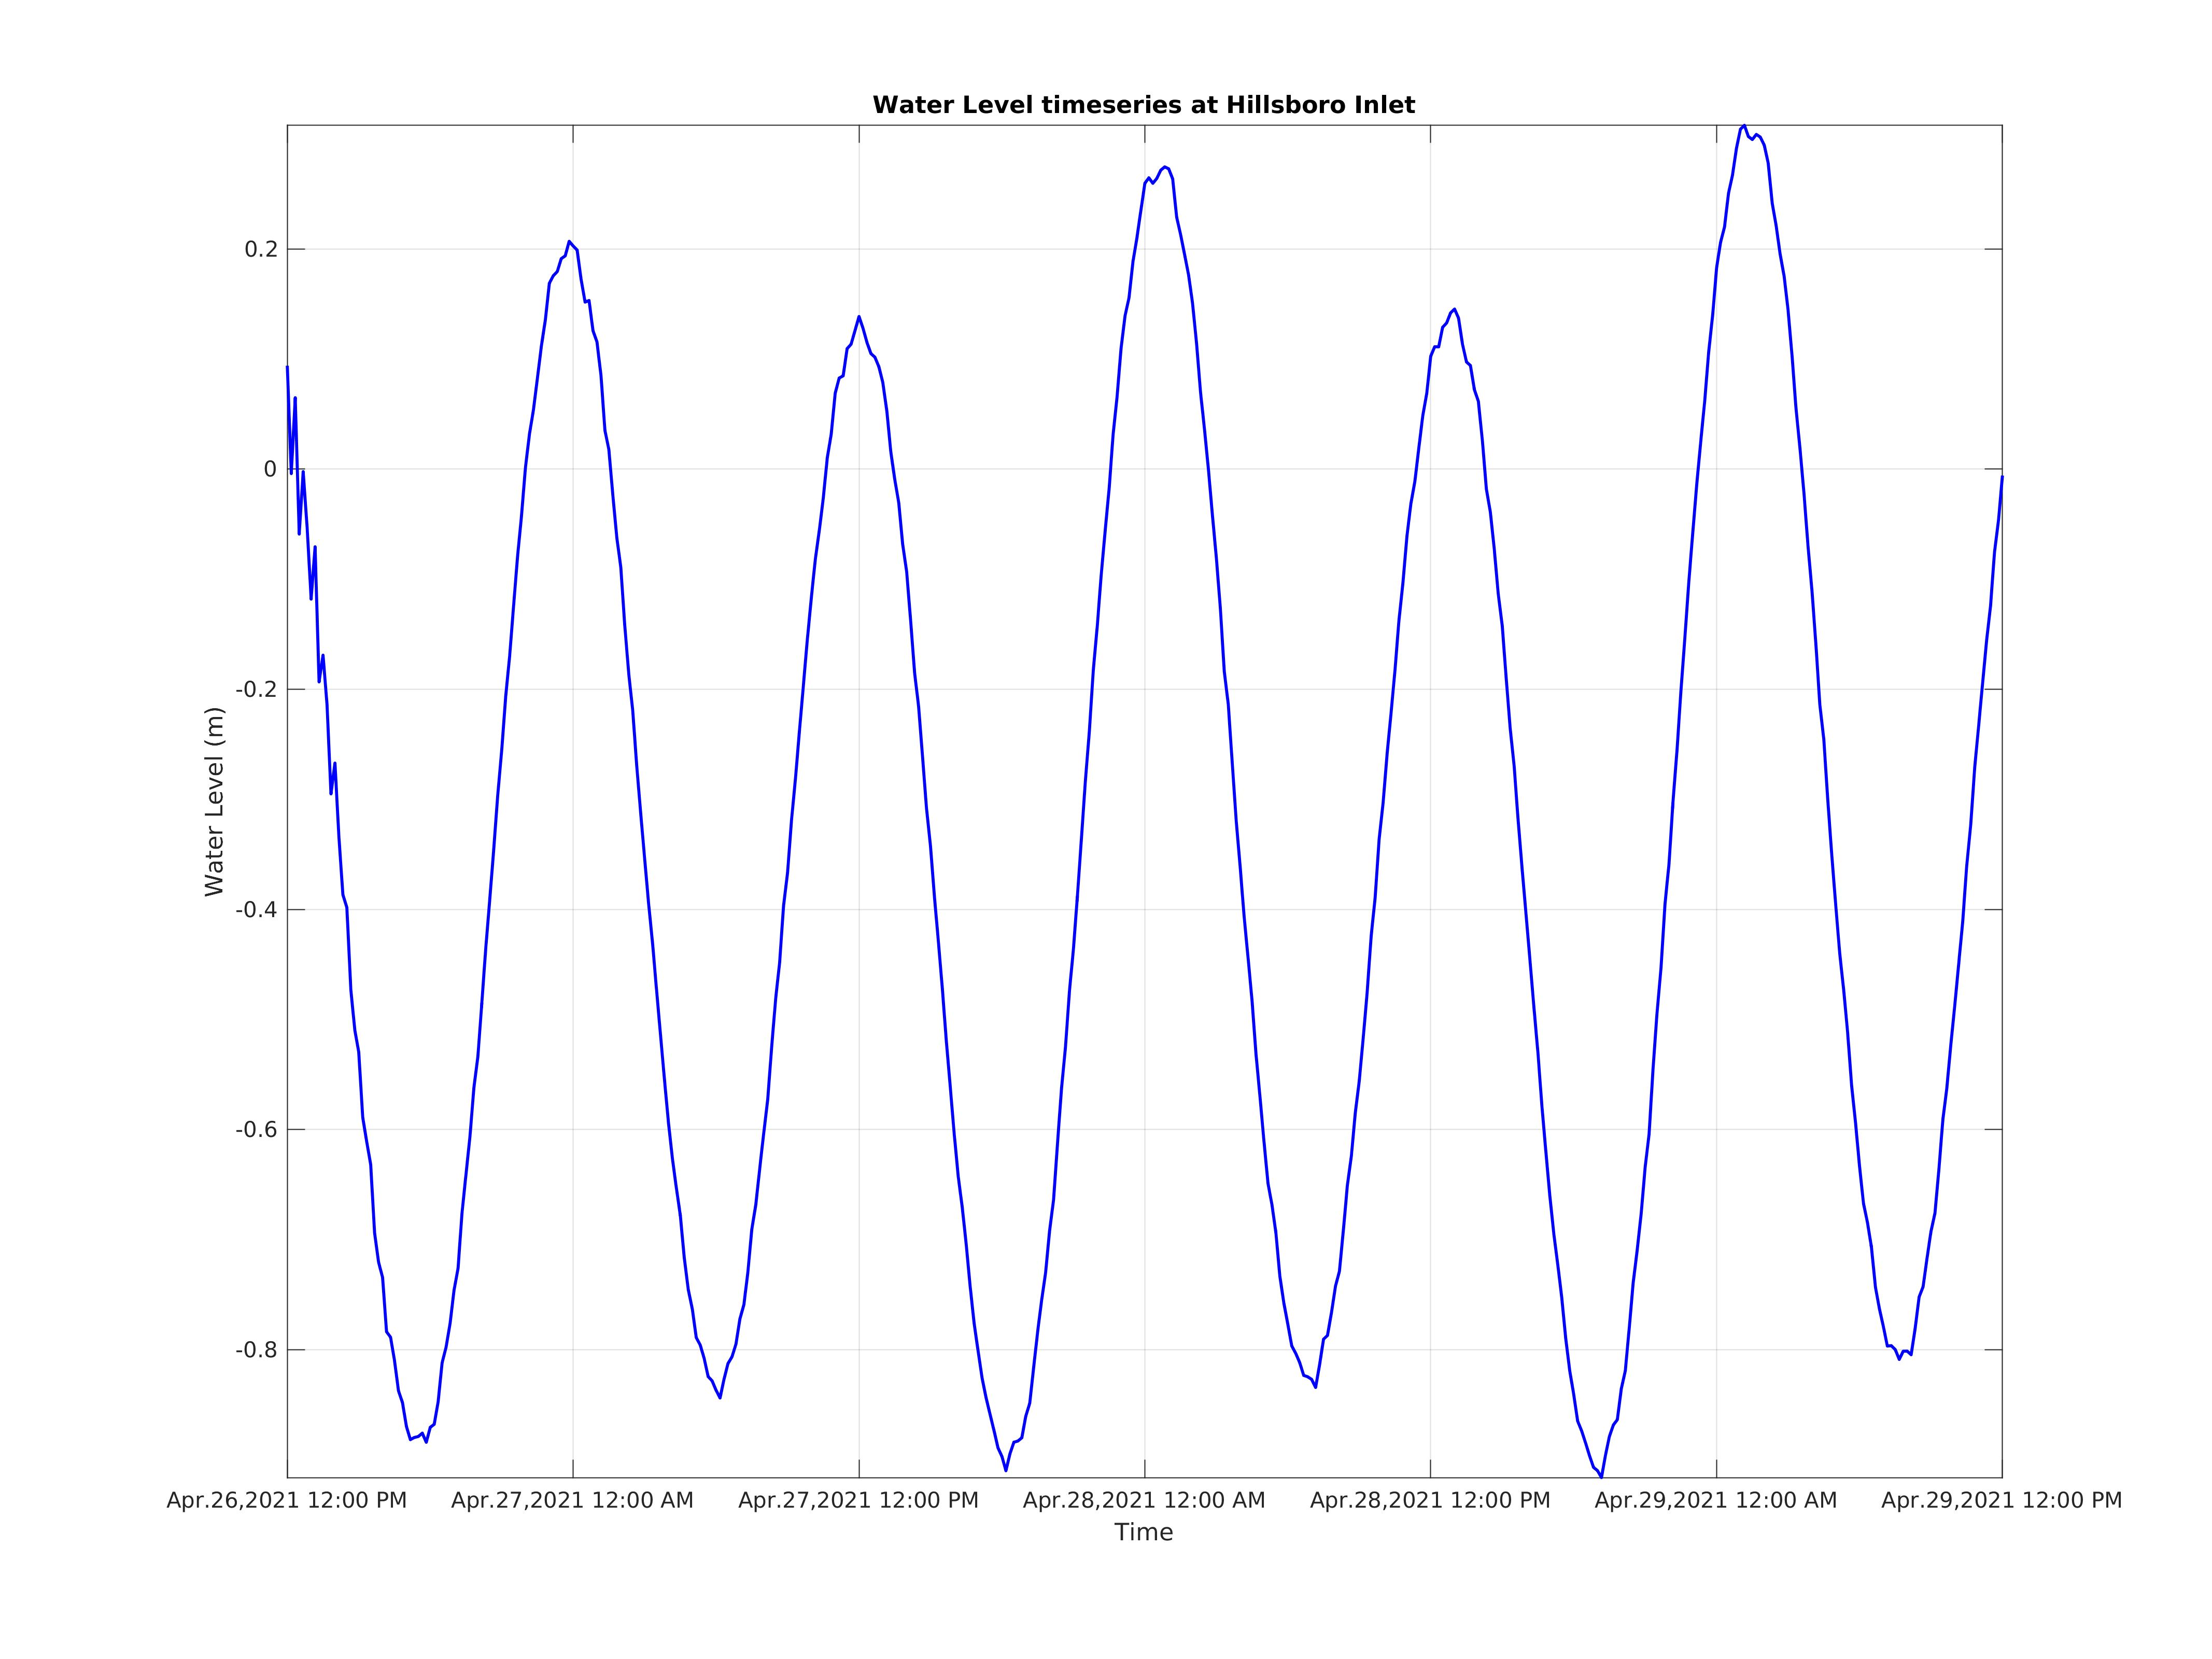 Water Level timeseries at Hillsboro Inlet
0.2
0
-0.2
-0.4
-0.6
-0.8
Water Level (m)
Apr.26,2021 12:00 PM
Apr.27,2021 12:00 AM
Apr.27,2021 12:00 PM
Apr.28,2021 12:00 AM
Apr.28,2021 12:00 PM
Apr.29,2021 12:00 AM
Apr.29,2021 12:00 PM
Time